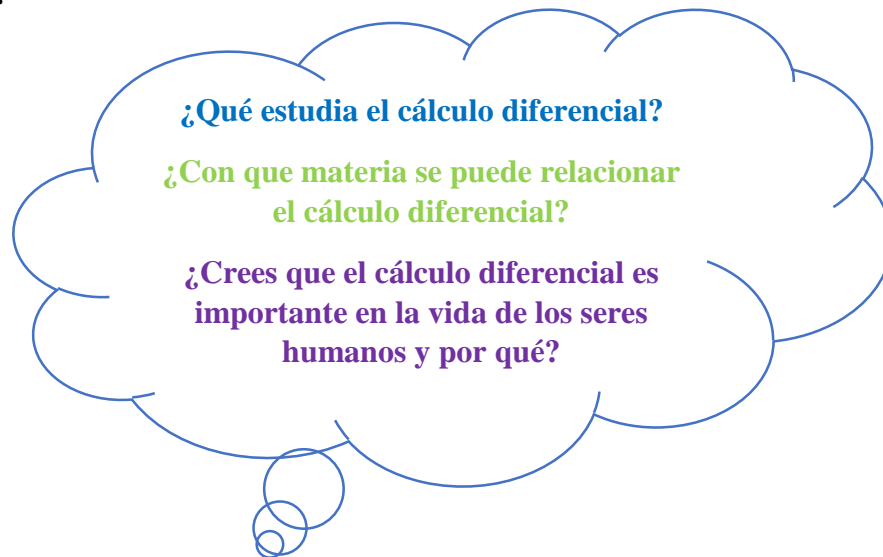 ¿Qué estudia el cálculo diferencial?
¿Con que materia se puede relacionar
el cálculo diferencial?
¿Crees que el cálculo diferencial es
importante en la vida de los seres
humanos y por qué?